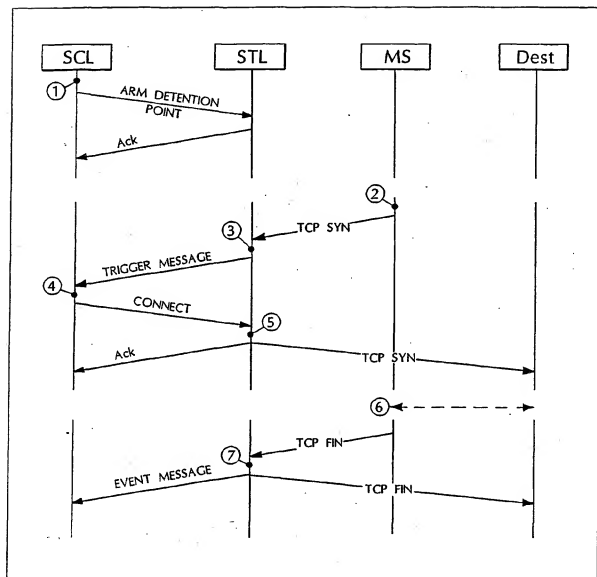 SCL STL MS Dest
1
ARM DETENTION
POINT
Ack
2
TCP SYN
3
TRIGGER MESSAGE
4
CONNECT
5
Ack
TCP SYN
6
TCP FIN
7
EVENT MESSAGE
TCP FIN